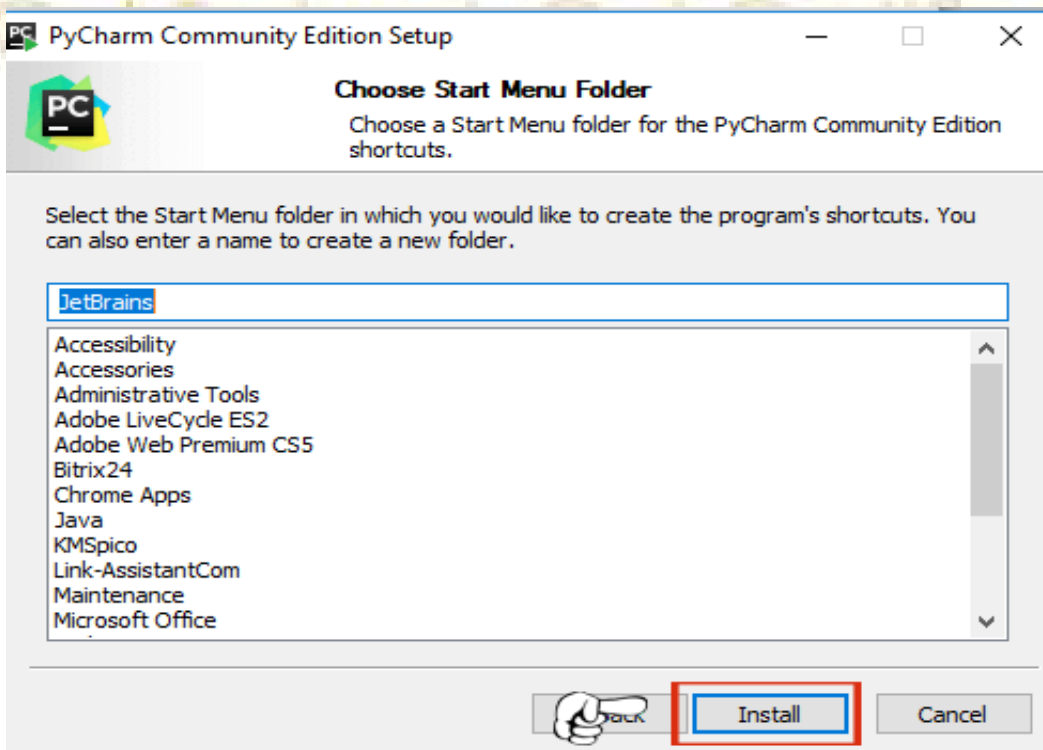 PC PyCharm Community Edition Setup
PC
Choose Start Menu Folder
Choose a Start Menu folder for the PyCharm Community Edition
shortcuts.
Select the Start Menu folder in which you would like to create the program's shortcuts. You
can also enter a name to create a new folder.
JetBrains
Accessibility
Accessories
Administrative Tools
Adobe LiveCycle ES2
Adobe Web Premium CS5
Bitrix24
Chrome Apps
Java
KMSpico
Link-AssistantCom
Maintenance
Microsoft Office
Install
Cancel